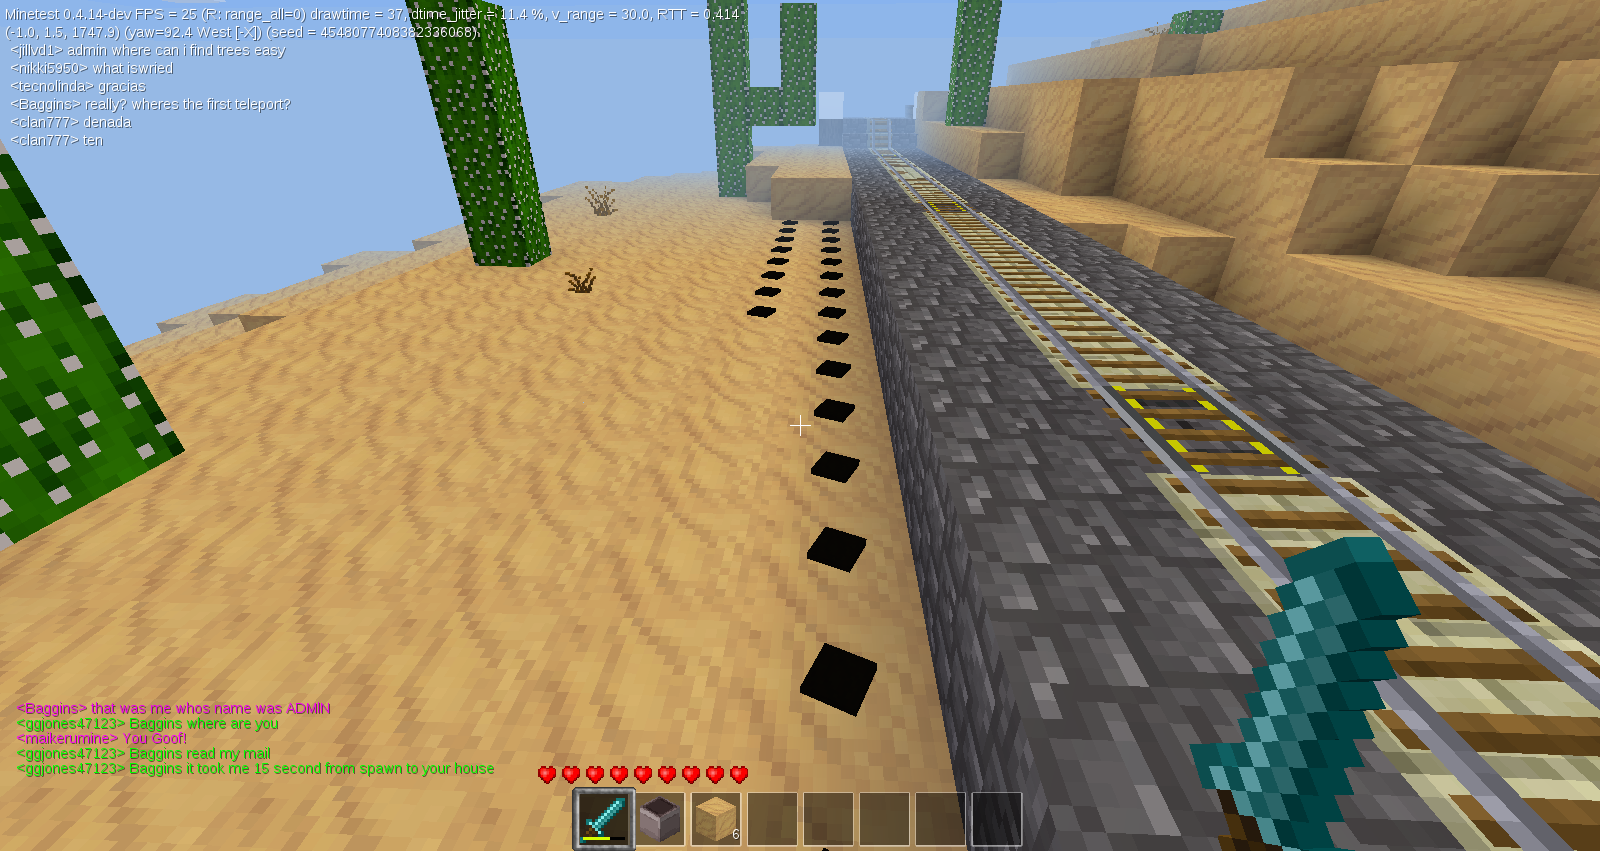 Minetest 0.4.14-dev FPS = 25 (R: range_all=0) drawtime = 37, dtime_jitter = 11.4 %, v_range = 30.0, RTT = 0.414
(-1.0, 1.5, 1747.9) (yaw=92.4 West [-X]) (seed = 4548077408382336068)
<jillvd1> admin where can i find trees easy
<nikki5950> what iswried
<tecnolinda> gracias
<Baggins> really? wheres the first teleport?
<clan777> denada
<clan777> ten
<Baggins> that was me whos name was ADMIN
<ggjones47123> Baggins where are you
<maikerumine> You Goof!
<ggjones47123> Baggins read my mail
<ggjones47123> Baggins it took me 15 second from spawn to your house
6